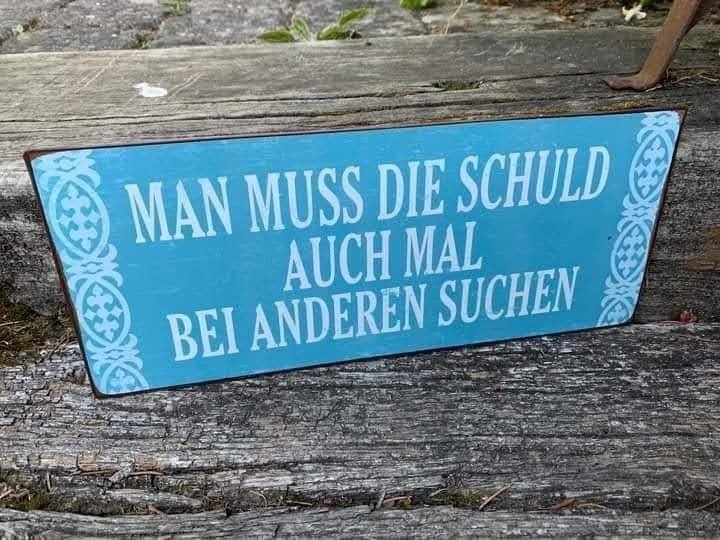 MAN MUSS DIE SCHULD
AUCH MAL
BEI ANDEREN SUCHEN